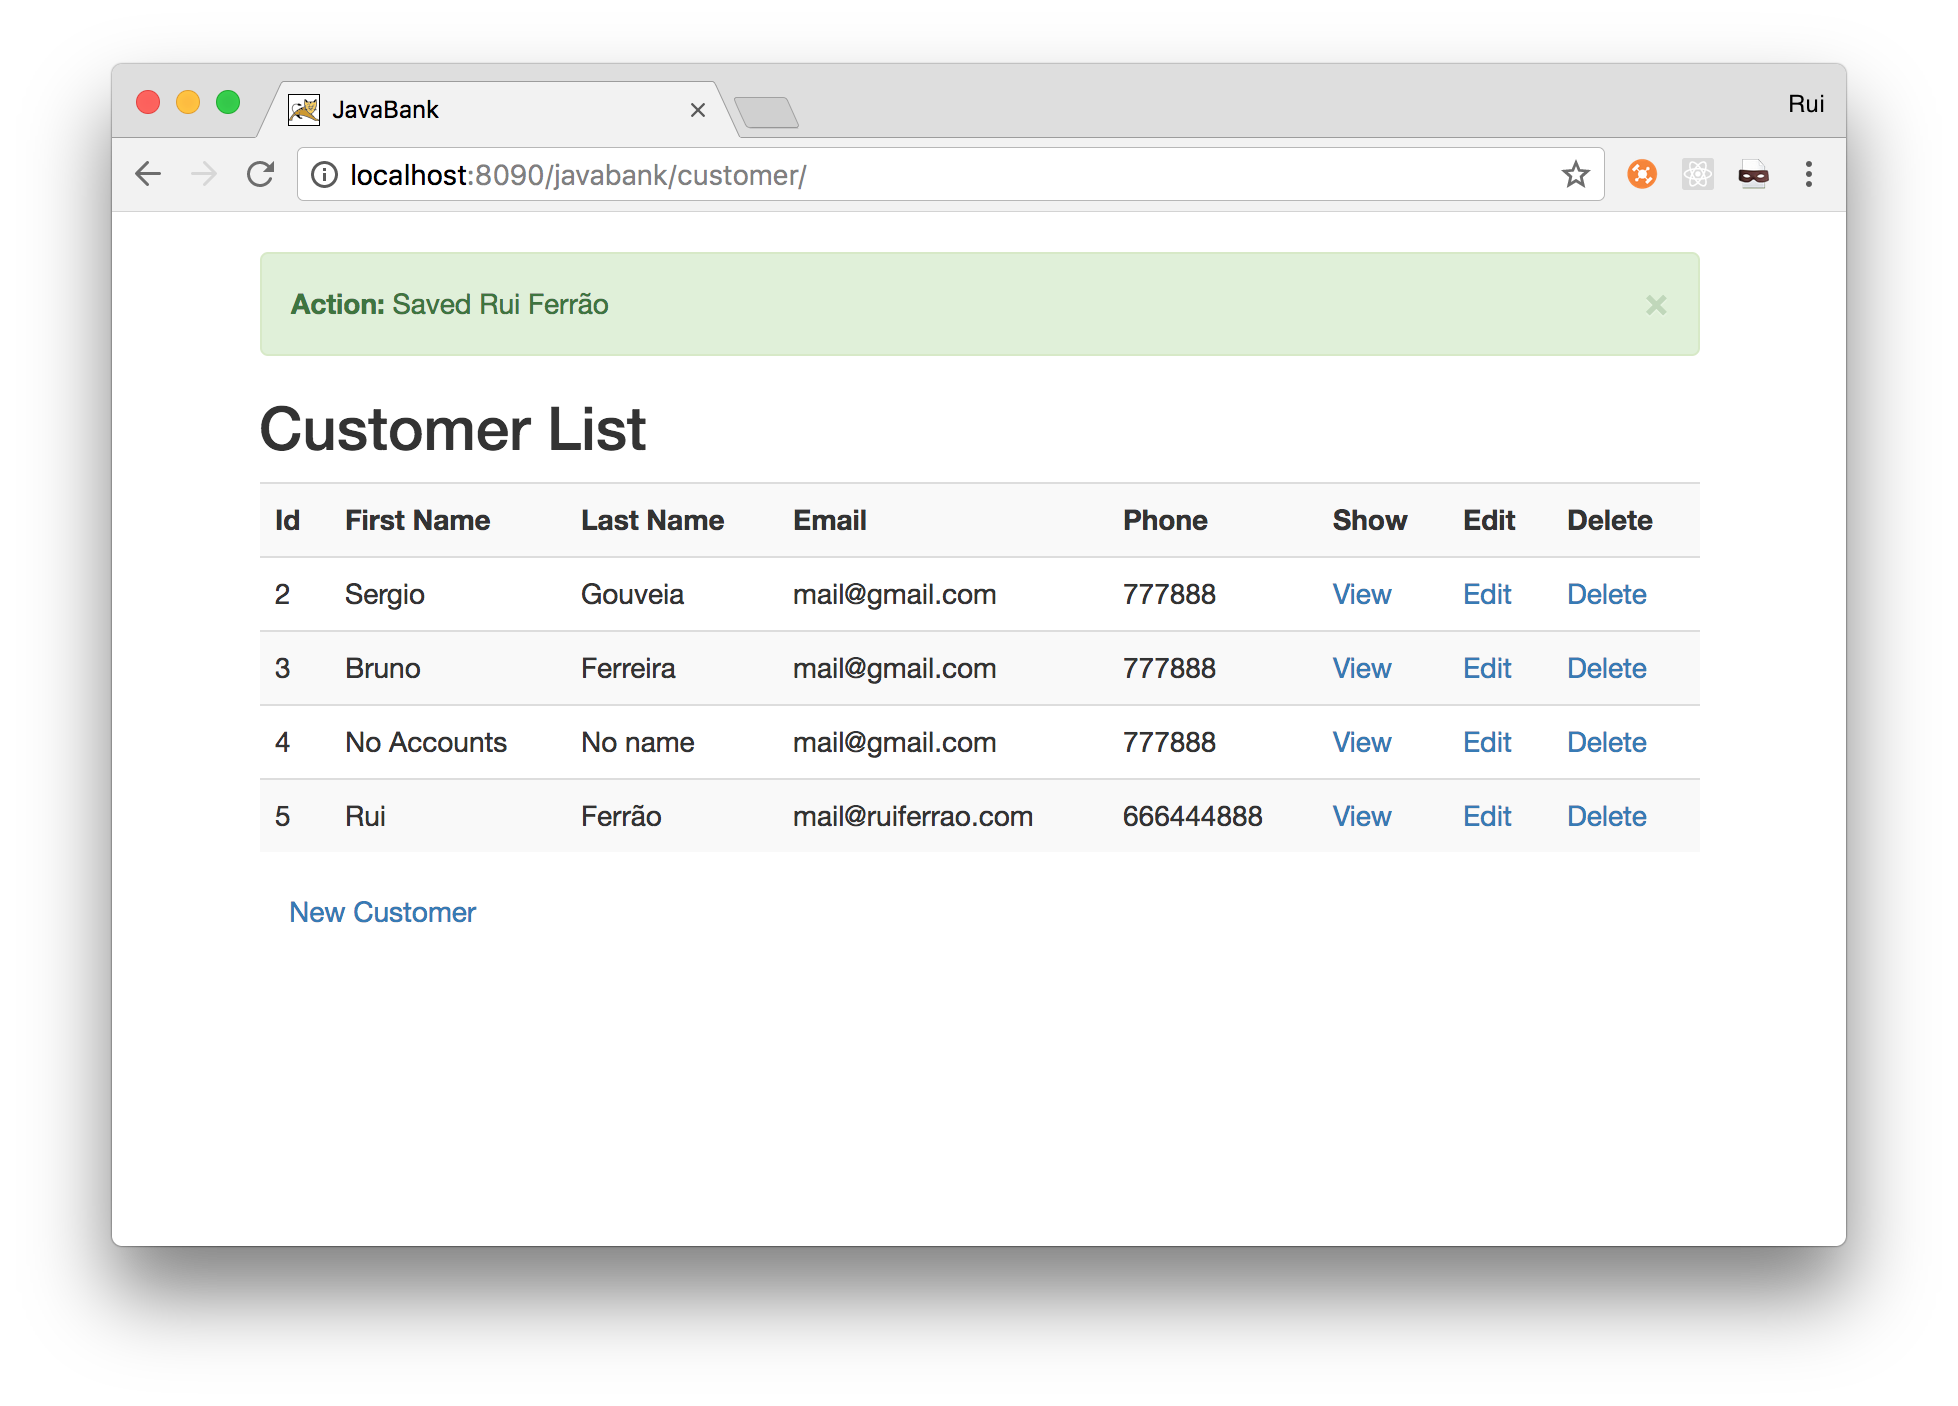 JavaBank
Rui
localhost:8090/javabank/customer/
Action: Saved Rui Ferrão ×
Customer List
Id First Name Last Name Email Phone Show Edit Delete
2 Sergio Gouveia mail@gmail.com 777888 View Edit Delete
3 Bruno Ferreira mail@gmail.com 777888 View Edit Delete
4 No Accounts No name mail@gmail.com 777888 View Edit Delete
5 Rui Ferrão mail@ruiferrao.com 666444888 View Edit Delete
New Customer